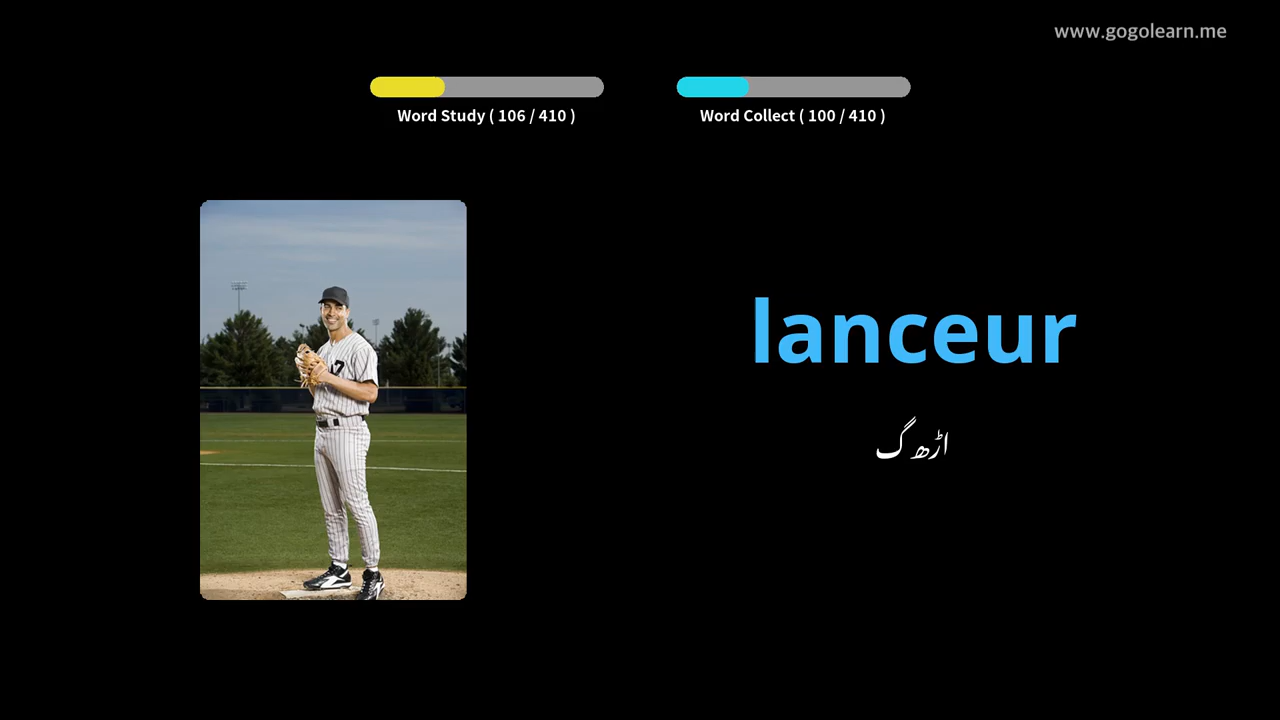 www.gogolearn.me
Word Study ( 106 / 410 )
Word Collect ( 100 / 410 )
lanceur
اڑھ گ